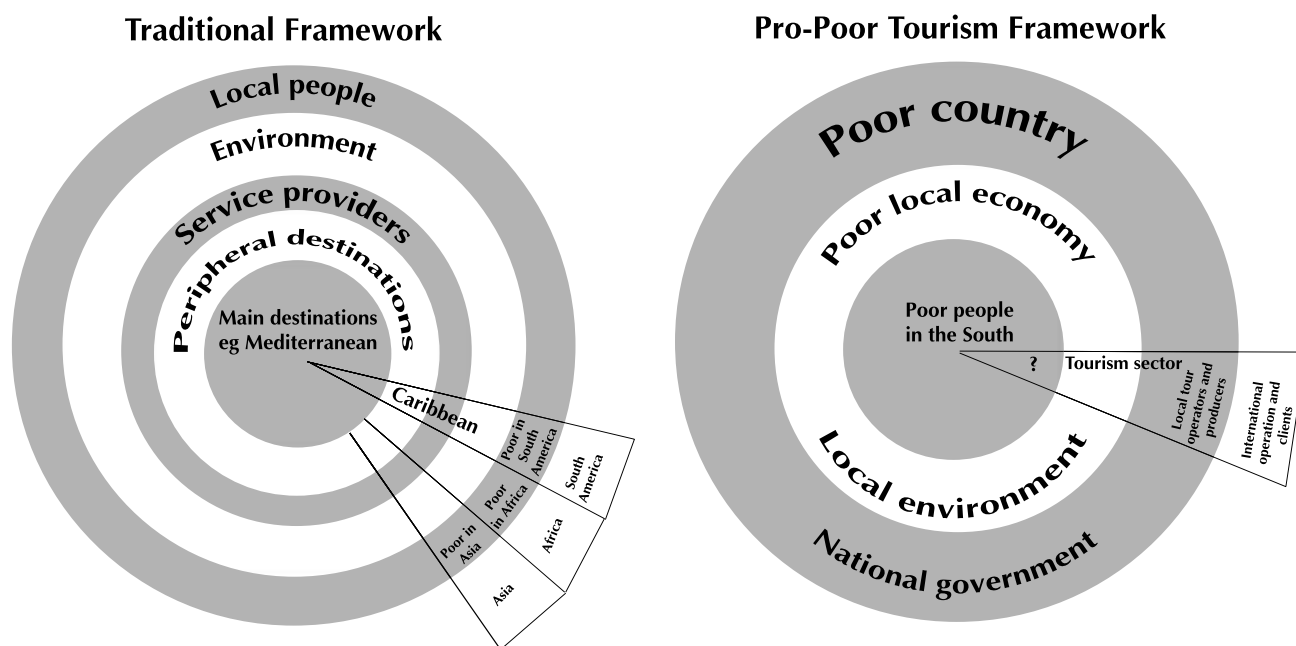 Traditional Framework
Local people
Environment
Service providers
Peripheral destinations
Main destinations
eg Mediterranean
Caribbean
Poor in
South
America
South
America
Poor
in Africa
Africa
Poor in
Asia
Asia
Pro-Poor Tourism Framework
Poor country
Poor local economy
Poor people
in the South
?
Tourism sector
Local tour
operators and
producers
International
operation and
clients
Local environment
National government